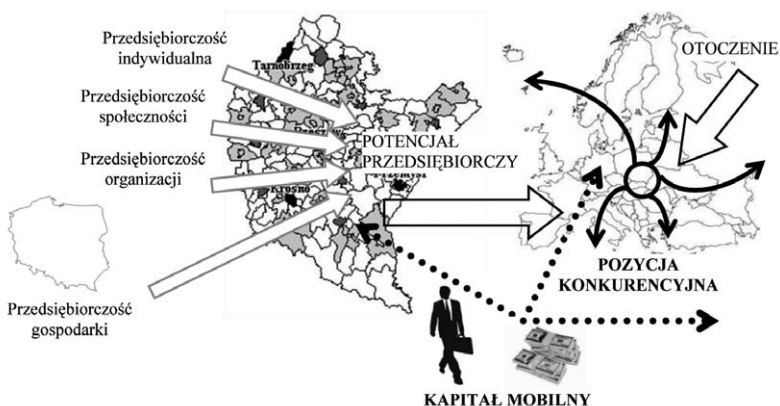 Przedsiębiorczość
indywidualna
Tarnobrzeg
Przedsiębiorczość
społeczności
Przedsiębiorczość
organizacji
POTENCJAŁ
PRZEDSIĘBIORCZY
Krosno
Przedsiębiorczość
gospodarki
OTOCZENIE
POZYCJA
KONKURENCYJNA
KAPITAŁ MOBILNY